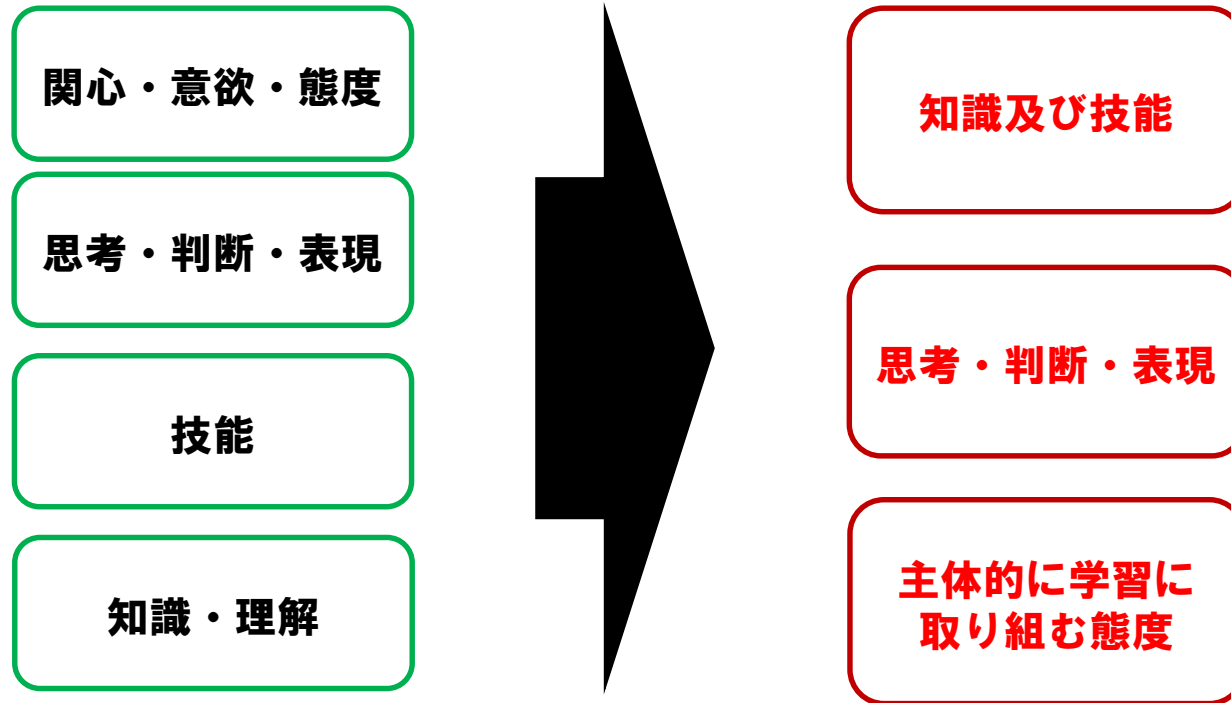 関心・意欲・態度
思考・判断・表現
技能
知識・理解
知識及び技能
思考・判断・表現
主体的に学習に
取り組む態度